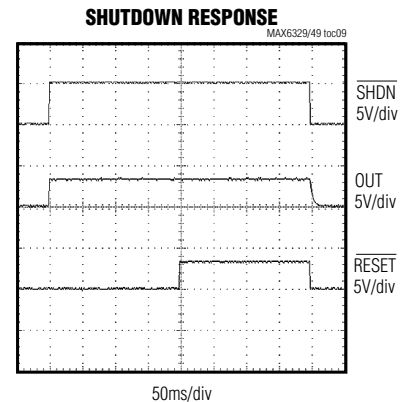 SHUTDOWN RESPONSE
MAX6329/49 toc09
SHDN
5V/div
OUT
5V/div
RESET
5V/div
50ms/div